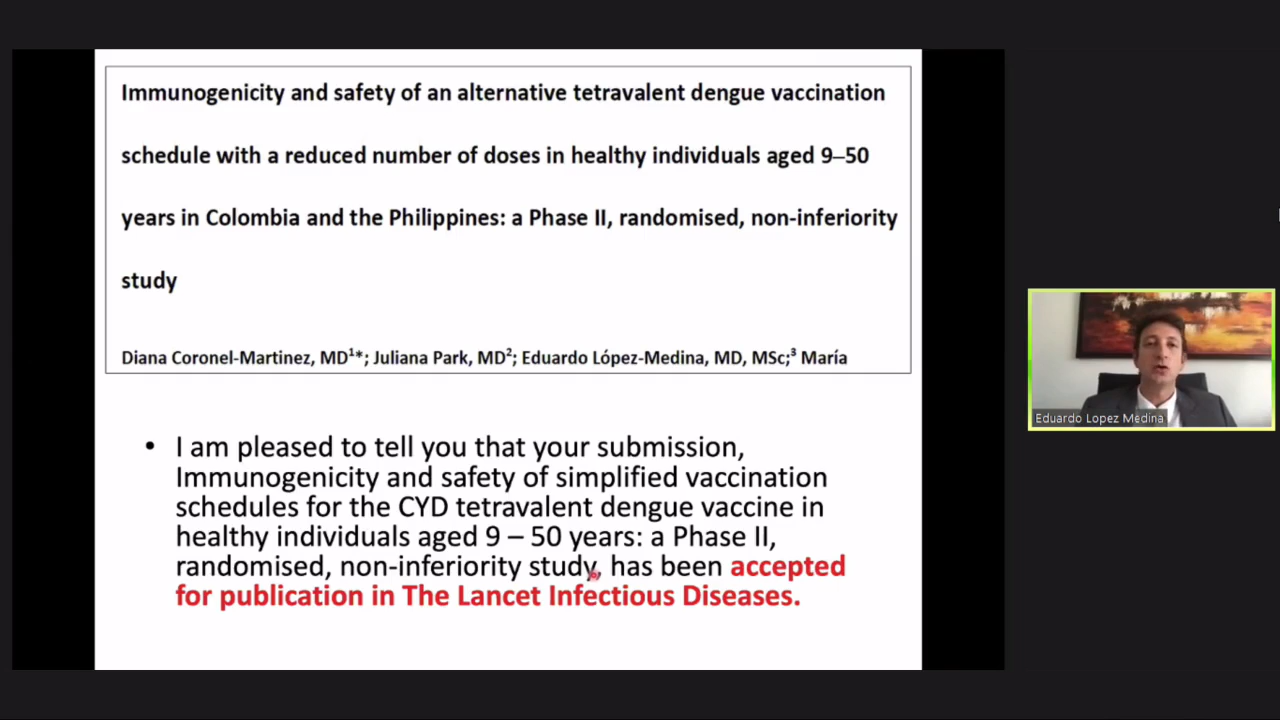 Immunogenicity and safety of an alternative tetravalent dengue vaccination
schedule with a reduced number of doses in healthy individuals aged 9–50
years in Colombia and the Philippines: a Phase II, randomised, non-inferiority
study
Diana Coronel-Martinez, MD1*; Juliana Park, MD2; Eduardo López-Medina, MD, MSc;3 María
• I am pleased to tell you that your submission,
Immunogenicity and safety of simplified vaccination
schedules for the CYD tetravalent dengue vaccine in
healthy individuals aged 9 – 50 years: a Phase II,
randomised, non-inferiority study, has been accepted
for publication in The Lancet Infectious Diseases.
Eduardo Lopez Medina